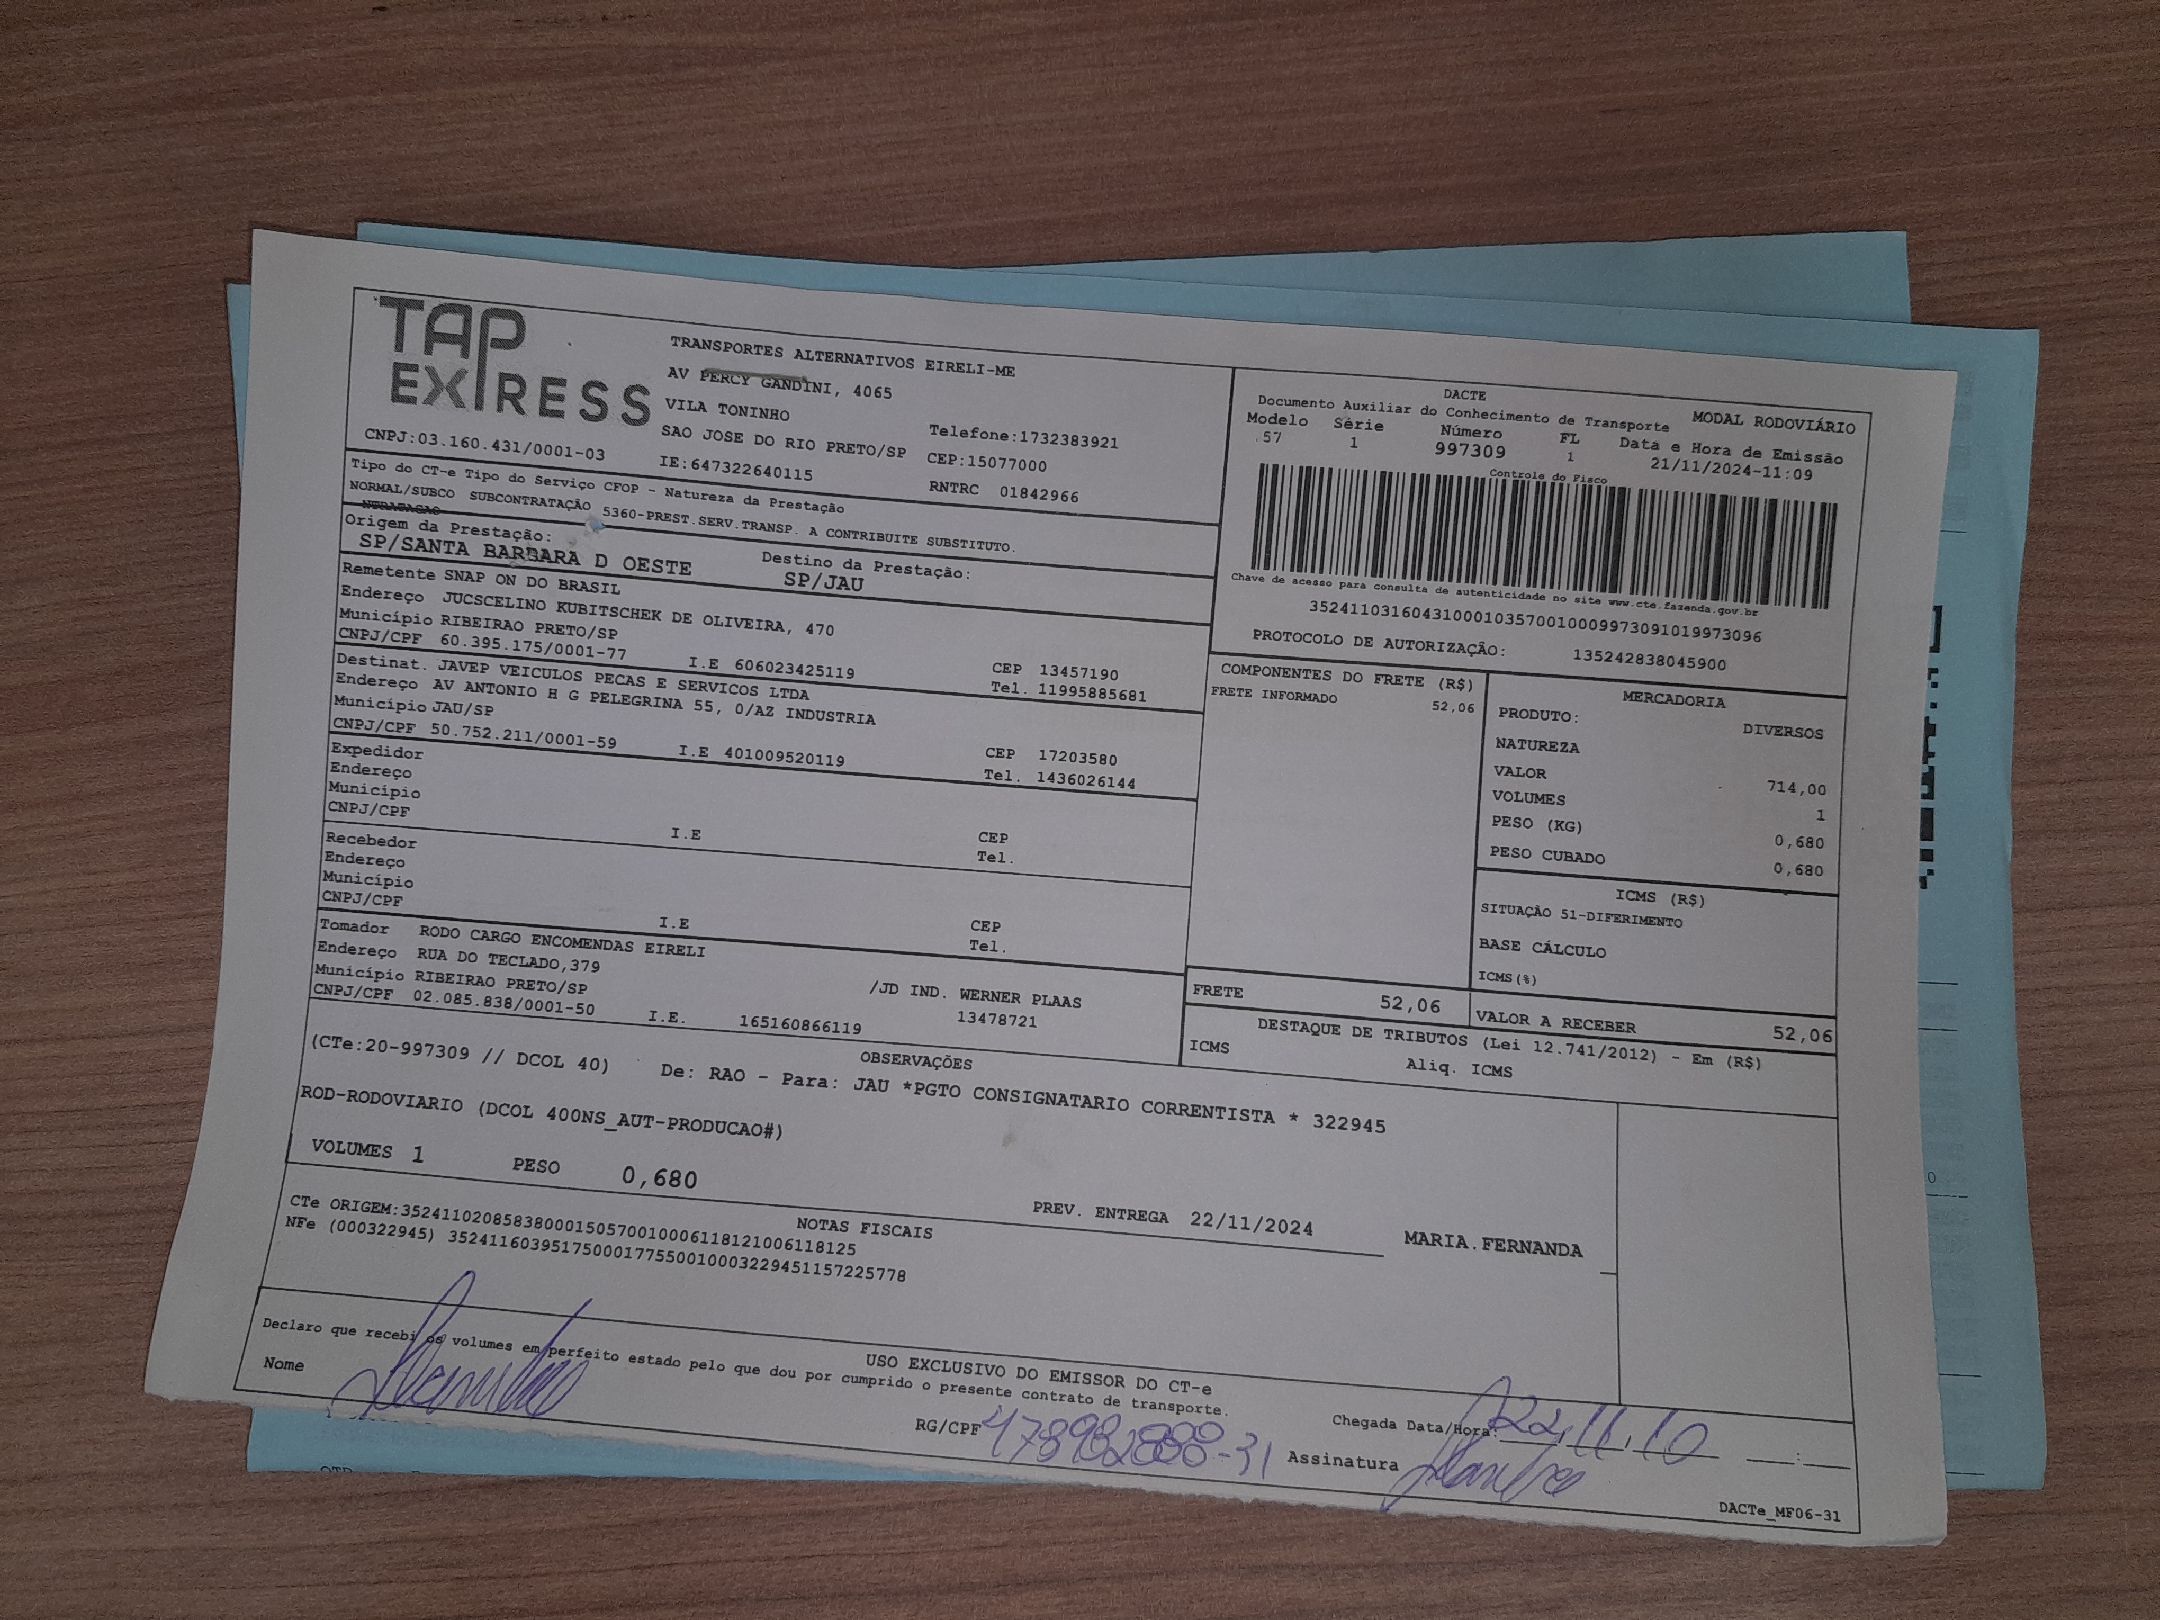 TAP
EXPRESS
TRANSPORTES ALTERNATIVOS EIRELI-ME
AV PERCY GANDINI, 4065
VILA TONINHO
SAO JOSE DO RIO PRETO/SP
Telefone:1732383921
CEP:15077000
CNPJ:03.160.431/0001-03
IE:647322640115
RNTRC 01842966
DACTE
Documento Auxiliar do Conhecimento de Transporte
MODAL RODOVIÁRIO
Modelo Série Número FL Data e Hora de Emissão
57 1 997309 1 21/11/2024-11:09
Controle do Fisco
Chave de acesso para consulta de autenticidade no site www.cte.fazenda.gov.br
35241103160431000103570010009973091019973096
PROTOCOLO DE AUTORIZAÇÃO: 135242838045900
Tipo do CT-e Tipo do Serviço CFOP - Natureza da Prestação
NORMAL/SUBCO SUBCONTRATAÇÃO 5360-PREST.SERV.TRANSP. A CONTRIBUITE SUBSTITUTO.
Origem da Prestação:
SP/SANTA BARBARA D OESTE
Destino da Prestação:
SP/JAU
Remetente SNAP ON DO BRASIL
Endereço JUCSCELINO KUBITSCHEK DE OLIVEIRA, 470
Município RIBEIRAO PRETO/SP
CEP 13457190
CNPJ/CPF 60.395.175/0001-77 I.E 606023425119 Tel. 11995885681
Destinat. JAVEP VEICULOS PECAS E SERVICOS LTDA
Endereço AV ANTONIO H G PELEGRINA 55, 0/AZ INDUSTRIA
Município JAU/SP
CEP 17203580
CNPJ/CPF 50.752.211/0001-59 I.E 401009520119 Tel. 1436026144
Expedidor
Endereço
Município
CEP
CNPJ/CPF I.E Tel.
Recebedor
Endereço
Município
CEP
CNPJ/CPF I.E Tel.
Tomador RODO CARGO ENCOMENDAS EIRELI
Endereço RUA DO TECLADO,379 /JD IND. WERNER PLAAS
Município RIBEIRAO PRETO/SP 13478721
CNPJ/CPF 02.085.838/0001-50 I.E. 165160866119
COMPONENTES DO FRETE (R$)
FRETE INFORMADO 52,06
MERCADORIA
PRODUTO: DIVERSOS
NATUREZA
VALOR 714,00
VOLUMES 1
PESO (KG) 0,680
PESO CUBADO 0,680
ICMS (R$)
SITUAÇÃO 51-DIFERIMENTO
BASE CÁLCULO
ICMS(%)
FRETE 52,06
VALOR A RECEBER 52,06
DESTAQUE DE TRIBUTOS (Lei 12.741/2012) - Em (R$)
ICMS Aliq. ICMS
OBSERVAÇÕES
(CTe:20-997309 // DCOL 40) De: RAO - Para: JAU *PGTO CONSIGNATARIO CORRENTISTA * 322945
ROD-RODOVIARIO (DCOL 400NS_AUT-PRODUCAO#)
VOLUMES 1 PESO 0,680
PREV. ENTREGA 22/11/2024
MARIA.FERNANDA
NOTAS FISCAIS
CTe ORIGEM:35241102085838000150570010006118121006118125
NFe (000322945) 35241160395175000177550010003229451157225778
USO EXCLUSIVO DO EMISSOR DO CT-e
Declaro que recebi os volumes em perfeito estado pelo que dou por cumprido o presente contrato de transporte.
Nome
RG/CPF
Chegada Data/Hora: 22,11,10
Assinatura
DACTe_MF06-31